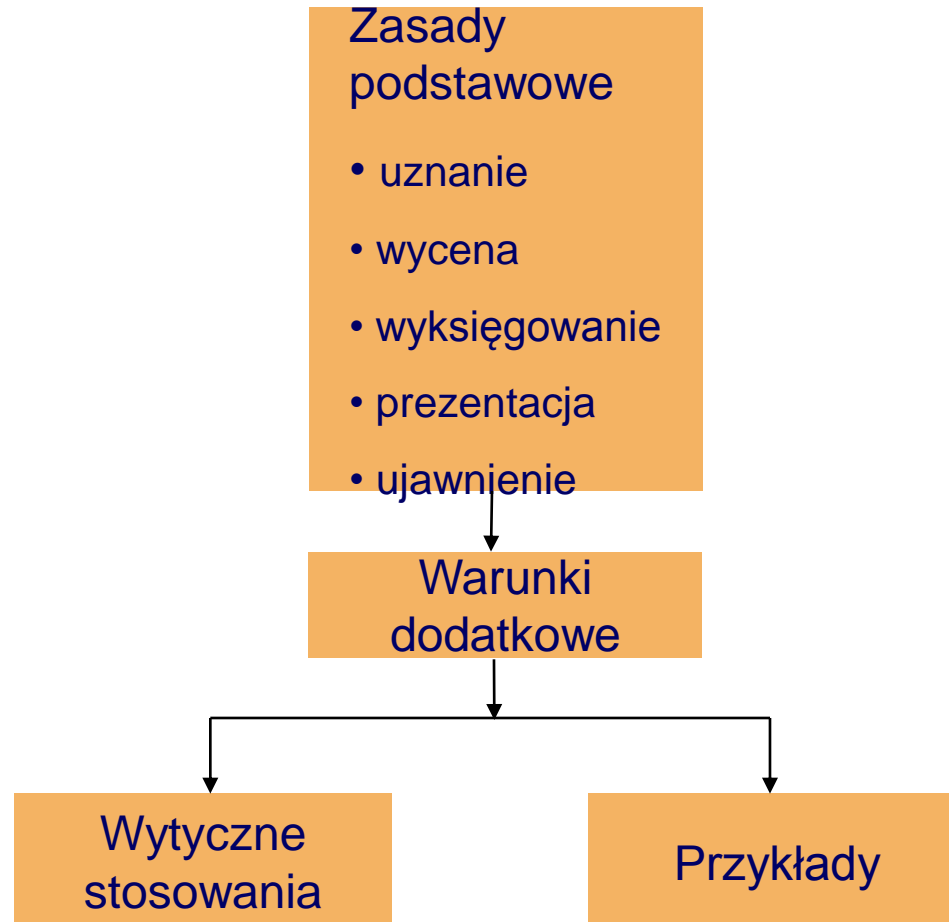 Zasady
podstawowe
• uznanie
• wycena
• wyksięgowanie
• prezentacja
• ujawnienie
Warunki
dodatkowe
Wytyczne
stosowania
Przykłady